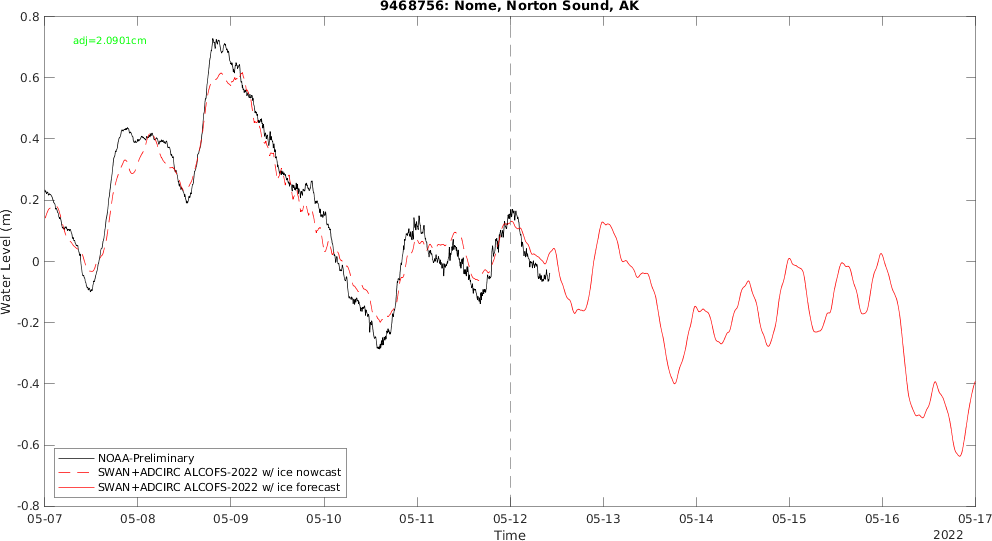 9468756: Nome, Norton Sound, AK
adj=2.0901cm
0.8
0.6
0.4
0.2
0
-0.2
-0.4
-0.6
-0.8
Water Level (m)
NOAA-Preliminary
SWAN+ADCIRC ALCOFS-2022 w/ ice nowcast
SWAN+ADCIRC ALCOFS-2022 w/ ice forecast
05-07 05-08 05-09 05-10 05-11 05-12 05-13 05-14 05-15 05-16 05-17
Time
2022